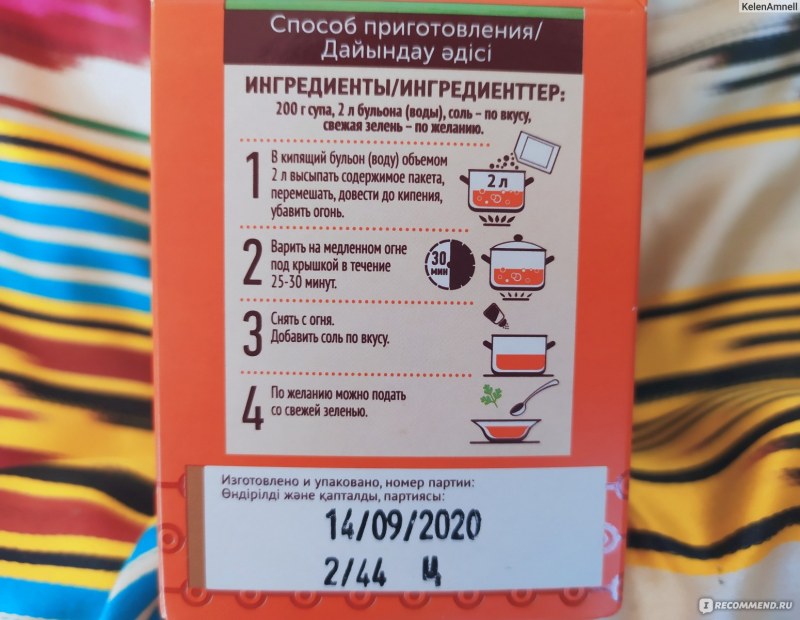 KelenAmnell
Способ приготовления/
Дайындау әдісі
ИНГРЕДИЕНТЫ/ИНГРЕДИЕНТТЕР:
200 г супа, 2 л бульона (воды), соль – по вкусу,
свежая зелень – по желанию.
1
В кипящий бульон (воду) объемом
2 л высыпать содержимое пакета,
перемешать, довести до кипения,
убавить огонь.
2 л
2
Варить на медленном огне
под крышкой в течение
25-30 минут.
30
МИН
3
Снять с огня.
Добавить соль по вкусу.
4
По желанию можно подать
со свежей зеленью.
Изготовлено и упаковано, номер партии:
Өндірілді және қапталды, партиясы:
14/09/2020
2/44 Ц
I RECOMMEND.RU